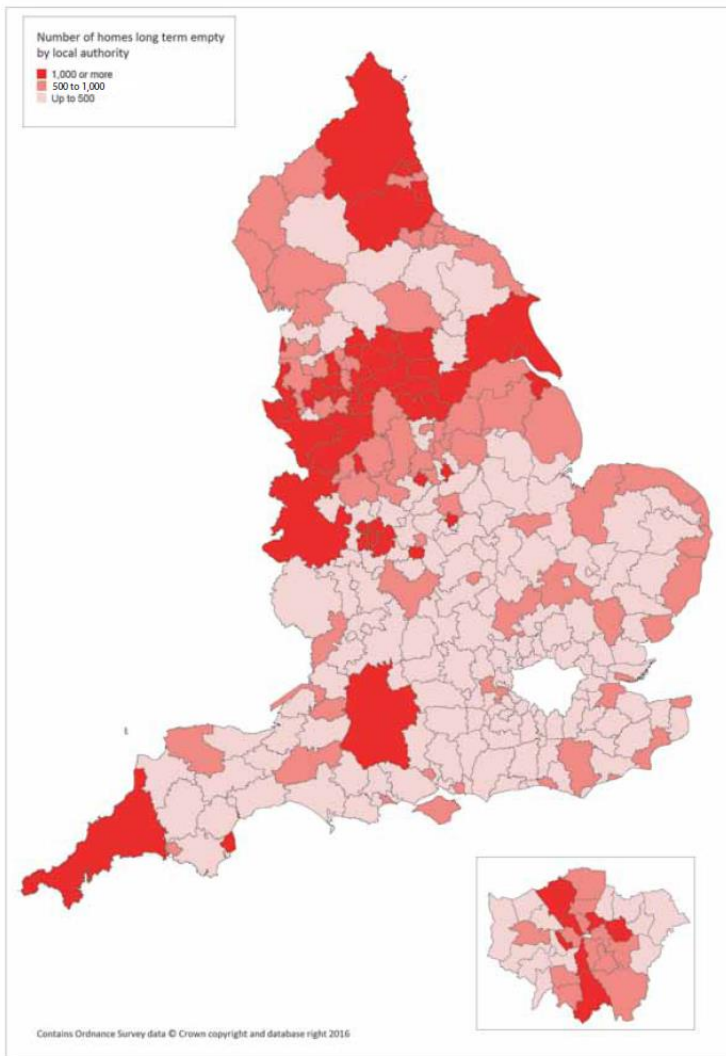 Number of homes long term empty
by local authority
1,000 or more
500 to 1,000
Up to 500
Contains Ordnance Survey data © Crown copyright and database right 2016